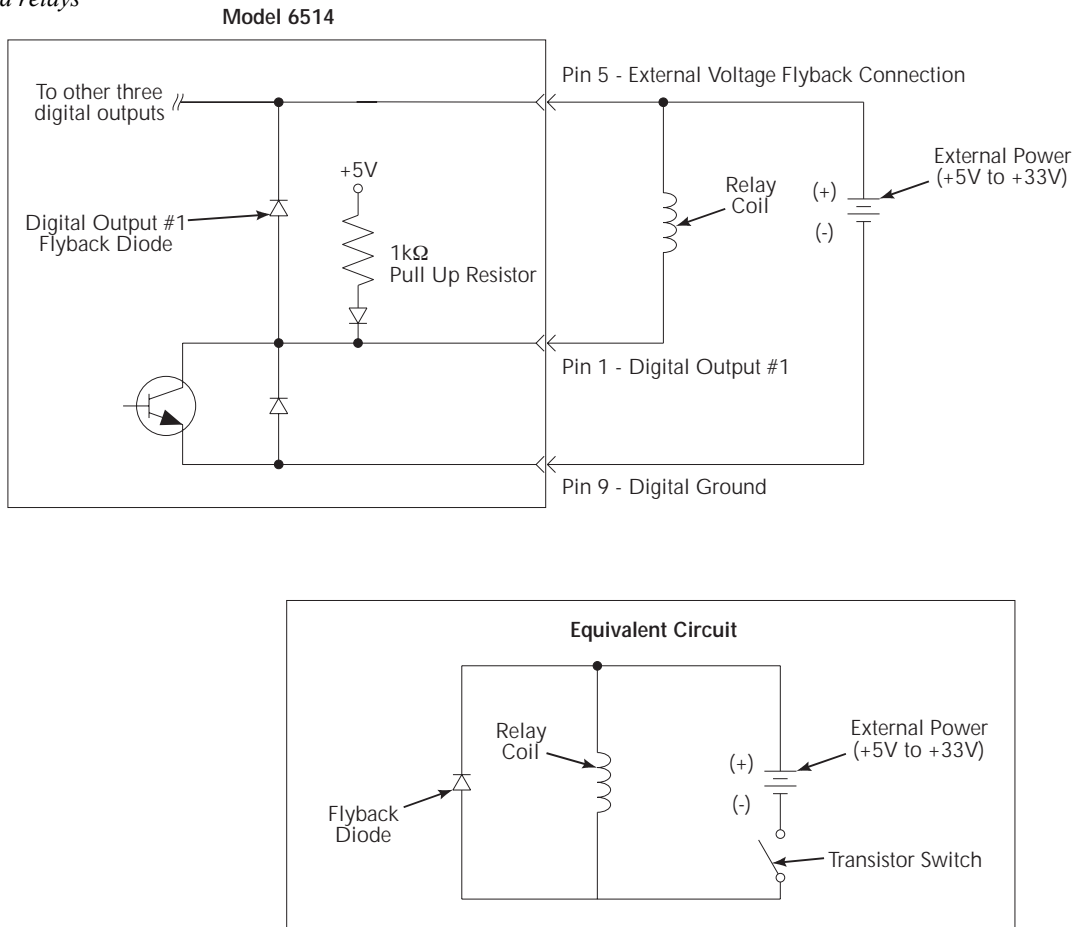 d relays
Model 6514
To other three
digital outputs
Pin 5 - External Voltage Flyback Connection
+5V
Digital Output #1
Flyback Diode
1kΩ
Pull Up Resistor
Relay
Coil
(+)
(-)
External Power
(+5V to +33V)
Pin 1 - Digital Output #1
Pin 9 - Digital Ground
Equivalent Circuit
Relay
Coil
External Power
(+5V to +33V)
(+)
(-)
Flyback
Diode
Transistor Switch